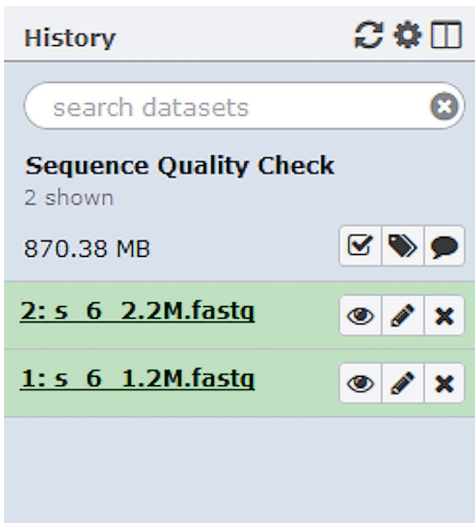 History
search datasets
Sequence Quality Check
2 shown
870.38 MB
2: s_6_2.2M.fastq
1: s_6_1.2M.fastq